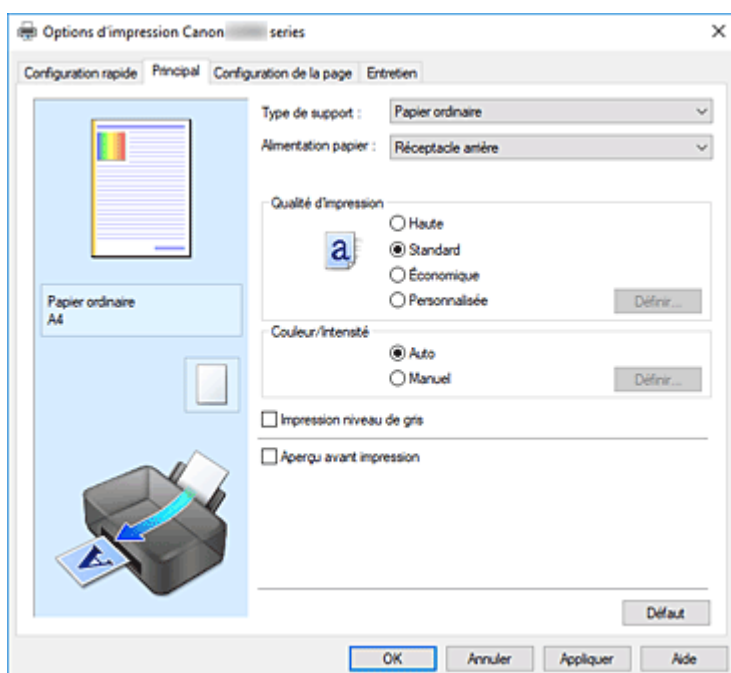 Options d'impression Canon series
Configuration rapide Principal Configuration de la page Entretien
Type de support : Papier ordinaire
Alimentation papier : Réceptacle arrière
Qualité d'impression
Haute
a Standard
Économique
Personnalisée Définir...
Papier ordinaire
A4
Couleur/Intensité
Auto
Manuel Définir...
Impression niveau de gris
Aperçu avant impression
A
Défaut
OK Annuler Appliquer Aide